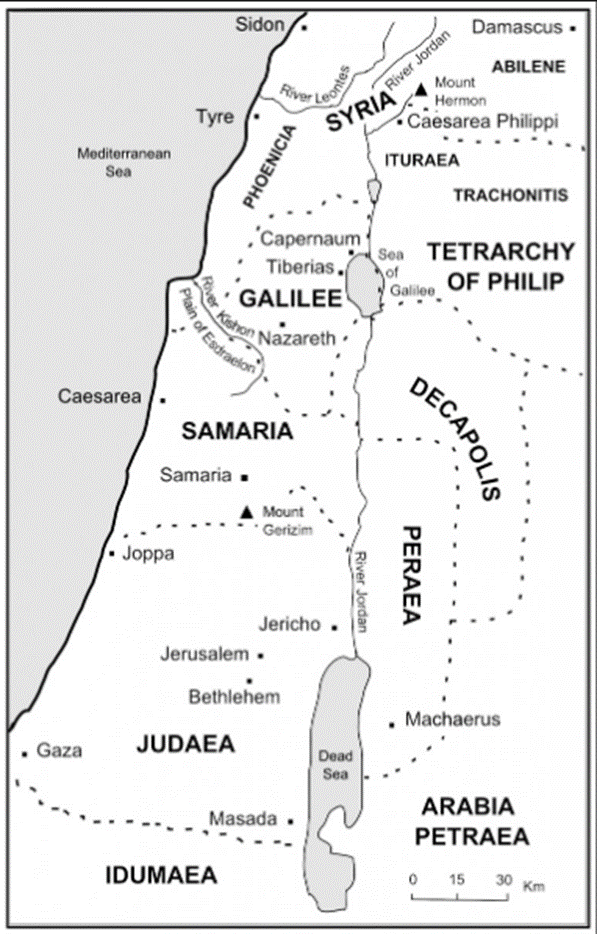 Sidon
Damascus
River Jordan
ABILENE
River Leontes
Mount
Hermon
Tyre
SYRIA
Caesarea Philippi
Mediterranean
Sea
PHOENICIA
ITURAEA
TRACHONITIS
Capernaum
Sea
of
Galilee
TETRARCHY
OF PHILIP
Tiberias
GALILEE
River Kishon
Plain of Esdraelon
Nazareth
Caesarea
DECAPOLIS
SAMARIA
Samaria
Mount
Gerizim
PERAEA
Joppa
River Jordan
Jericho
Jerusalem
Bethlehem
Machaerus
JUDAEA
Gaza
Dead
Sea
Masada
ARABIA
PETRAEA
IDUMAEA
0 15 30 Km